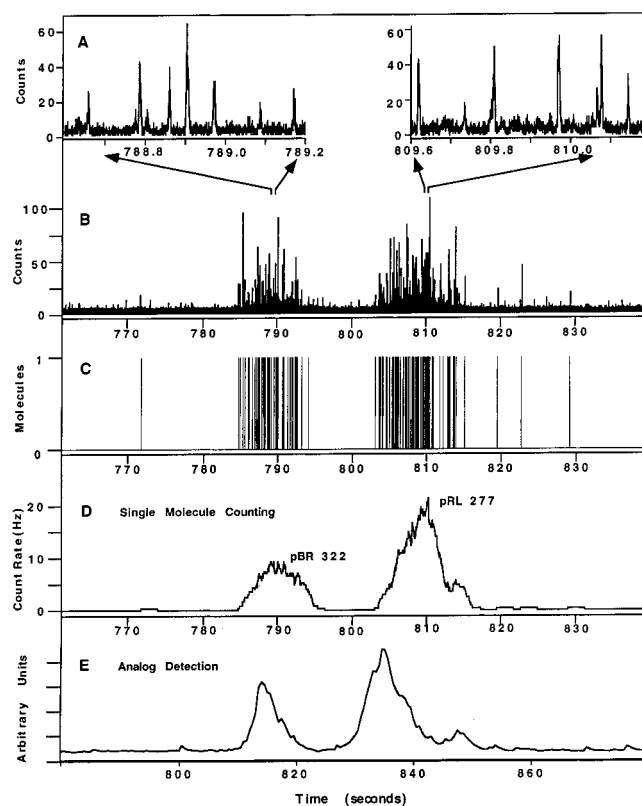 A
Counts
60
40
20
0
788.8 789.0 789.2
60
40
20
0
809.6 809.8 810.0
B
Counts
100
50
0
770 780 790 800 810 820 830
C
Molecules
1
0
770 780 790 800 810 820 830
D Single Molecule Counting
pBR 322
pRL 277
Count Rate(Hz)
20
10
0
770 780 790 800 810 820 830
E Analog Detection
Arbitrary Units
800 820 840 860
Time (seconds)